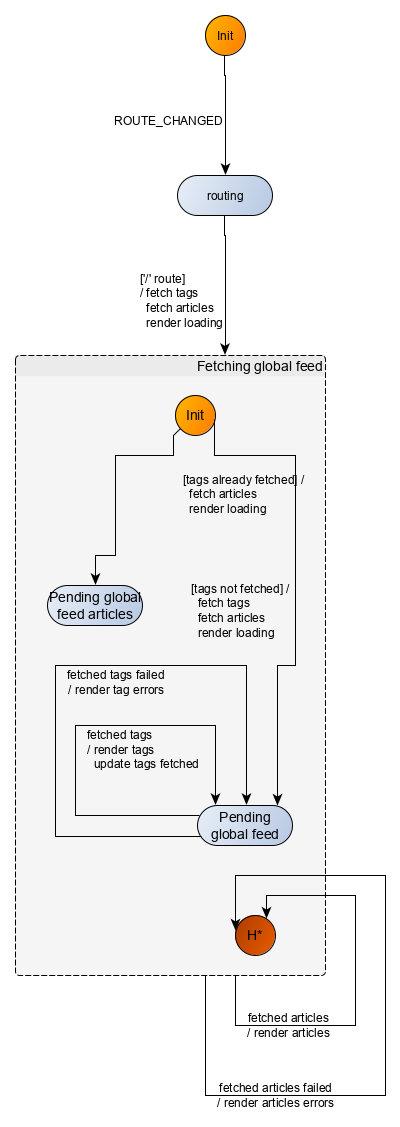 Init
ROUTE_CHANGED
routing
['/' route]
/ fetch tags
fetch articles
render loading
Fetching global feed
Init
[tags already fetched] /
fetch articles
render loading
Pending global
feed articles
[tags not fetched] /
fetch tags
fetch articles
render loading
fetched tags failed
/ render tag errors
fetched tags
/ render tags
update tags fetched
Pending
global feed
H*
fetched articles
/ render articles
fetched articles failed
/ render articles errors